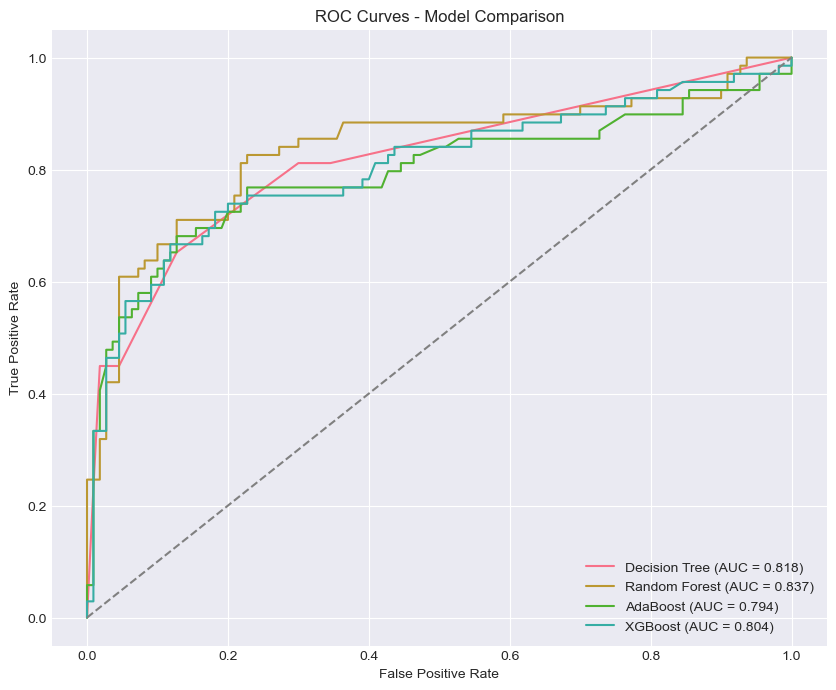 ROC Curves - Model Comparison
True Positive Rate
1.0
0.8
0.6
0.4
0.2
0.0
Decision Tree (AUC = 0.818)
Random Forest (AUC = 0.837)
AdaBoost (AUC = 0.794)
XGBoost (AUC = 0.804)
0.0 0.2 0.4 0.6 0.8 1.0
False Positive Rate